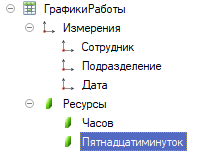 ГрафикиРаботы
Измерения
Сотрудник
Подразделение
Дата
Ресурсы
Часов
Пятнадцатиминуток